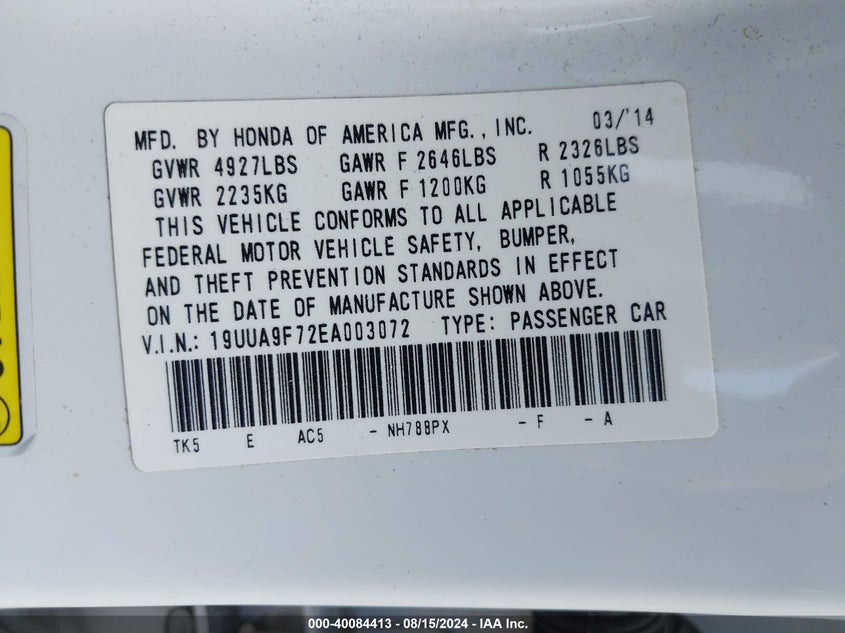 MFD. BY HONDA OF AMERICA MFG., INC. 03/'14
GVWR 4927LBS GAWR F 2646LBS R 2326LBS
GVWR 2235KG GAWR F 1200KG R 1055KG
THIS VEHICLE CONFORMS TO ALL APPLICABLE
FEDERAL MOTOR VEHICLE SAFETY, BUMPER,
AND THEFT PREVENTION STANDARDS IN EFFECT
ON THE DATE OF MANUFACTURE SHOWN ABOVE.
V.I.N.: 19UUA9F72EA003072 TYPE: PASSENGER CAR
TK5 E AC5 - NH788PX - F - A
000-40084413 - 08/15/2024 - IAA Inc.